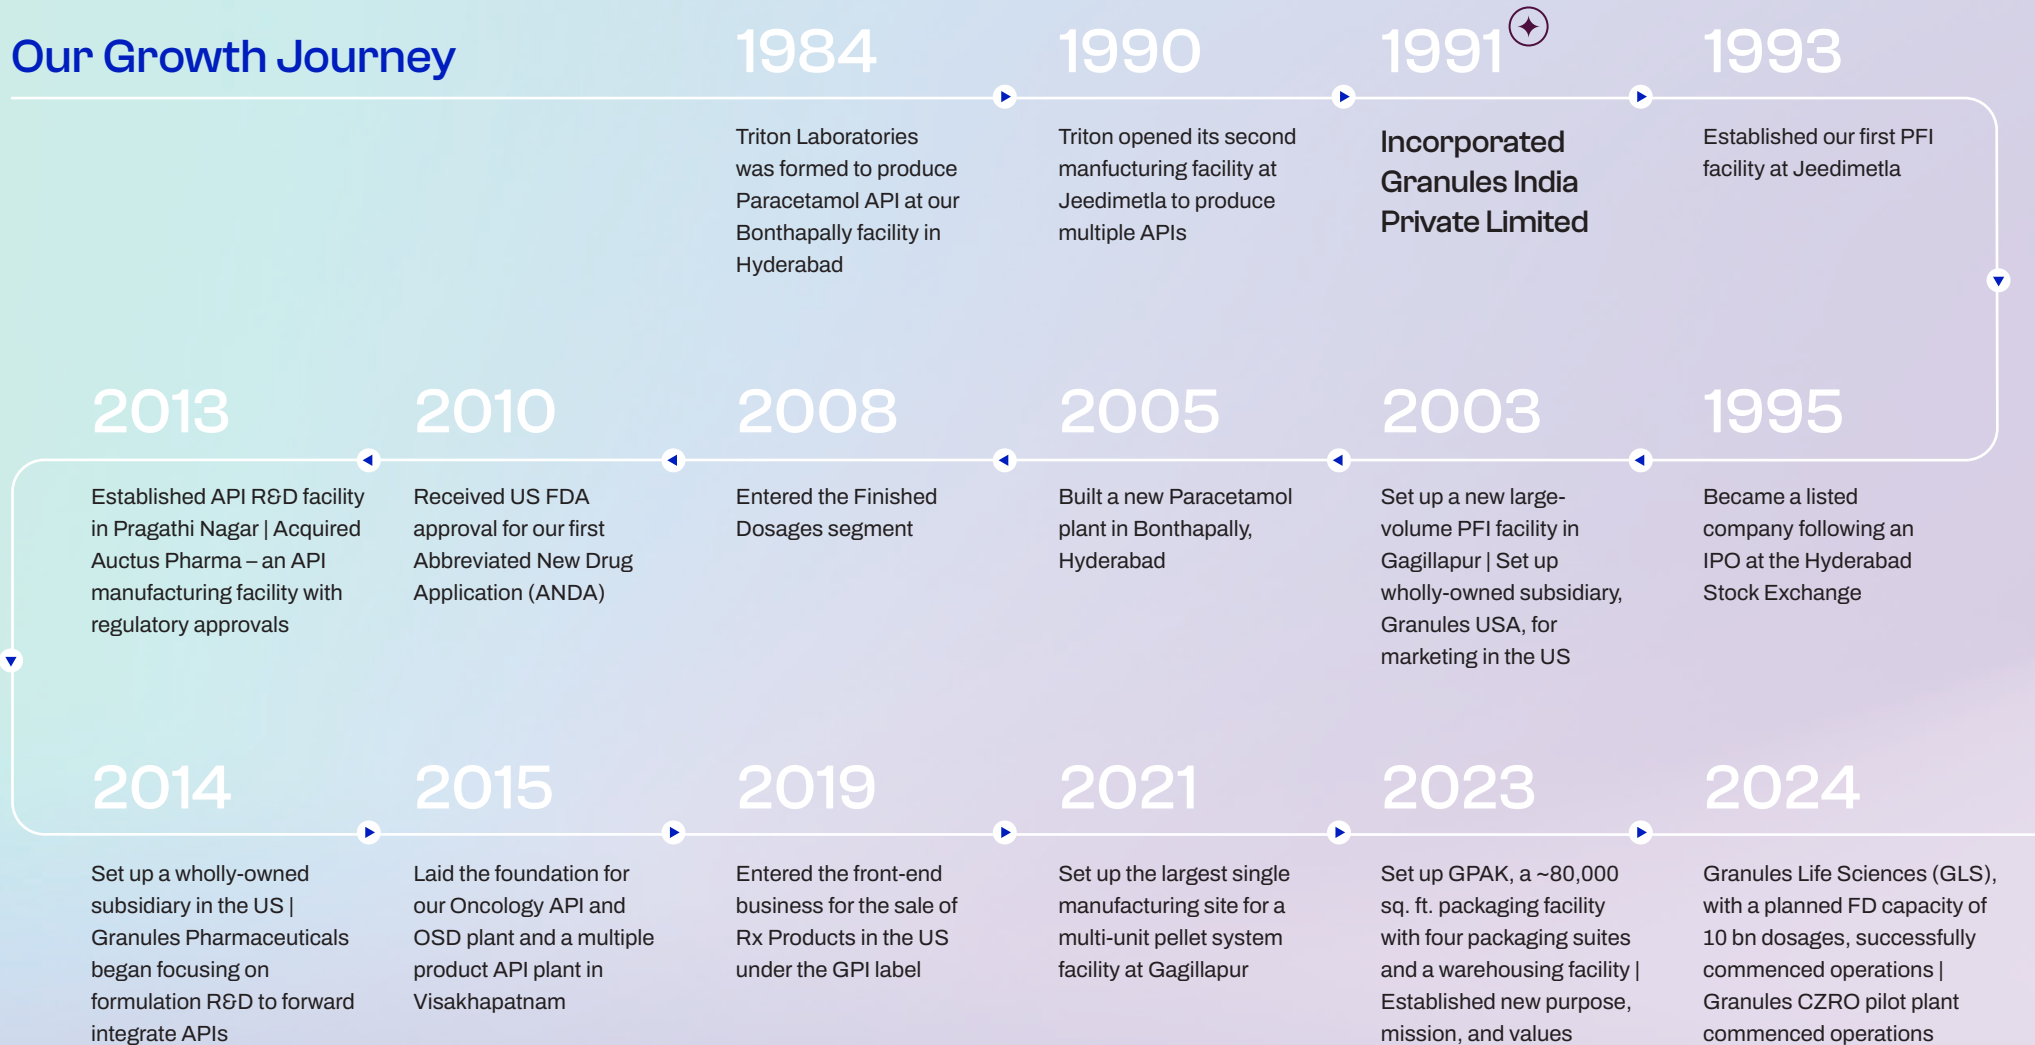 Our Growth Journey
1984
Triton Laboratories
was formed to produce
Paracetamol API at our
Bonthapally facility in
Hyderabad
1990
Triton opened its second
manfucturing facility at
Jeedimetla to produce
multiple APIs
1991
Incorporated
Granules India
Private Limited
1993
Established our first PFI
facility at Jeedimetla
1995
Became a listed
company following an
IPO at the Hyderabad
Stock Exchange
2003
Set up a new large-
volume PFI facility in
Gagillapur | Set up
wholly-owned subsidiary,
Granules USA, for
marketing in the US
2005
Built a new Paracetamol
plant in Bonthapally,
Hyderabad
2008
Entered the Finished
Dosages segment
2010
Received US FDA
approval for our first
Abbreviated New Drug
Application (ANDA)
2013
Established API R&D facility
in Pragathi Nagar | Acquired
Auctus Pharma – an API
manufacturing facility with
regulatory approvals
2014
Set up a wholly-owned
subsidiary in the US |
Granules Pharmaceuticals
began focusing on
formulation R&D to forward
integrate APIs
2015
Laid the foundation for
our Oncology API and
OSD plant and a multiple
product API plant in
Visakhapatnam
2019
Entered the front-end
business for the sale of
Rx Products in the US
under the GPI label
2021
Set up the largest single
manufacturing site for a
multi-unit pellet system
facility at Gagillapur
2023
Set up GPAK, a ~80,000
sq. ft. packaging facility
with four packaging suites
and a warehousing facility |
Established new purpose,
mission, and values
2024
Granules Life Sciences (GLS),
with a planned FD capacity of
10 bn dosages, successfully
commenced operations |
Granules CZRO pilot plant
commenced operations